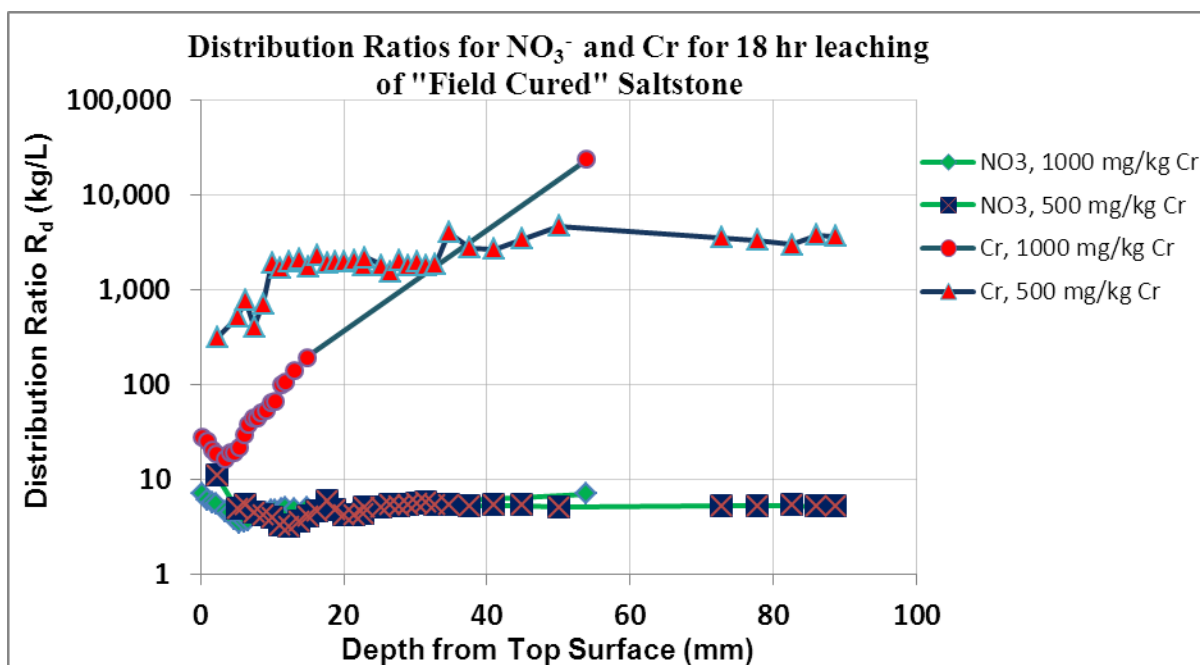 Distribution Ratios for NO₃⁻ and Cr for 18 hr leaching
of "Field Cured" Saltstone
Distribution Ratio R_d (kg/L)
100,000
10,000
1,000
100
10
1
0
20
40
60
80
100
Depth from Top Surface (mm)
NO3, 1000 mg/kg Cr
NO3, 500 mg/kg Cr
Cr, 1000 mg/kg Cr
Cr, 500 mg/kg Cr